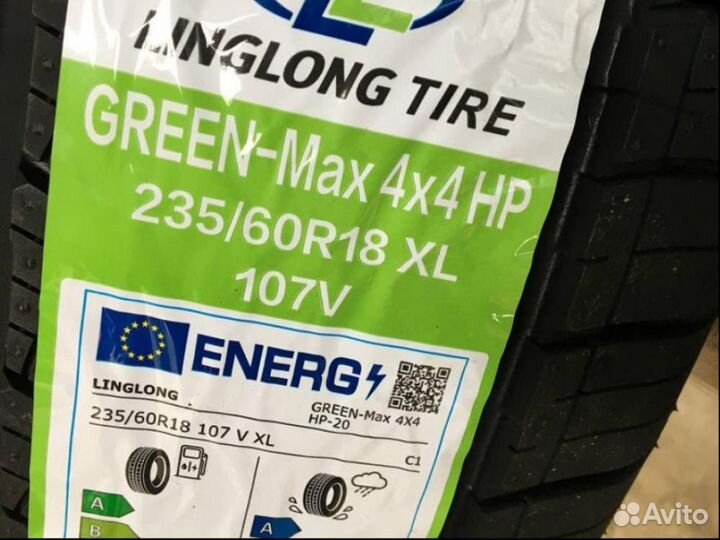 LINGLONG TIRE
GREEN-Max 4x4 HP
235/60R18 XL
107V
ENERG
LINGLONG
GREEN-Max 4X4
HP-20
235/60R18 107 V XL
C1
A
B
A
Avito